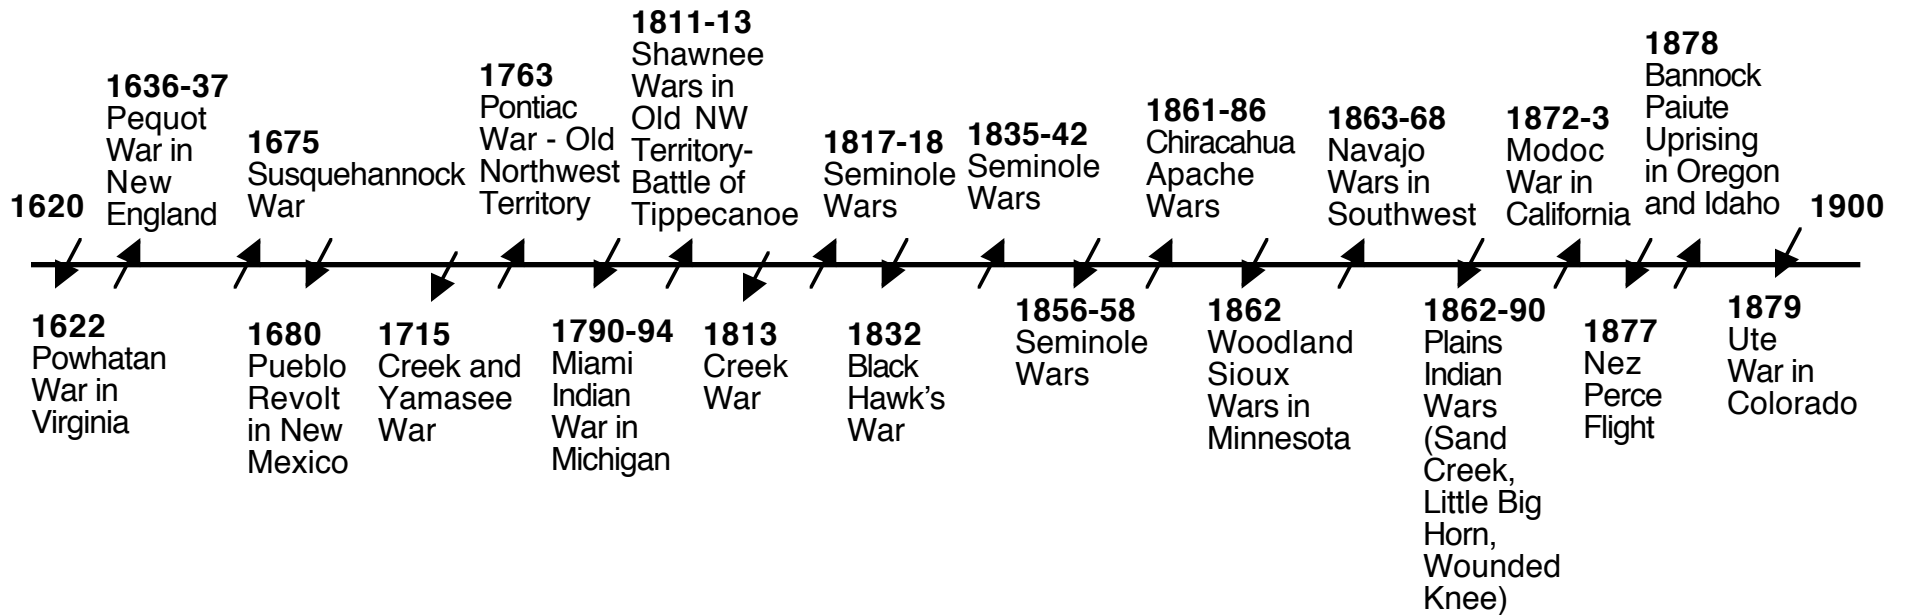 1620
1636-37
Pequot
War in
New
England
1675
Susquehannock
War
1763
Pontiac
War - Old
Northwest
Territory
1811-13
Shawnee
Wars in
Old NW
Territory-
Battle of
Tippecanoe
1817-18
Seminole
Wars
1835-42
Seminole
Wars
1861-86
Chiracahua
Apache
Wars
1863-68
Navajo
Wars in
Southwest
1872-3
Modoc
War in
California
1878
Bannock
Paiute
Uprising
in Oregon
and Idaho
1900
1622
Powhatan
War in
Virginia
1680
Pueblo
Revolt
in New
Mexico
1715
Creek and
Yamasee
War
1790-94
Miami
Indian
War in
Michigan
1813
Creek
War
1832
Black
Hawk’s
War
1856-58
Seminole
Wars
1862
Woodland
Sioux
Wars in
Minnesota
1862-90
Plains
Indian
Wars
(Sand
Creek,
Little Big
Horn,
Wounded
Knee)
1877
Nez
Perce
Flight
1879
Ute
War in
Colorado